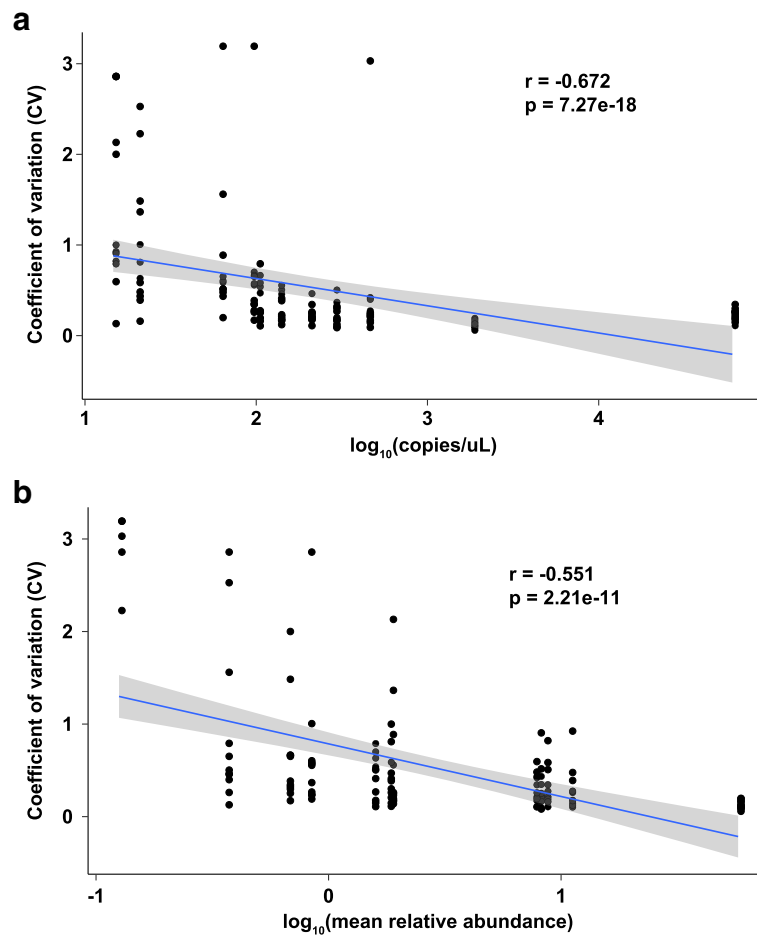 a
3
2
1
0
Coefficient of variation (CV)
r = -0.672
p = 7.27e-18
1
2
3
4
log₁₀(copies/uL)
b
3
2
1
0
Coefficient of variation (CV)
r = -0.551
p = 2.21e-11
-1
0
1
log₁₀(mean relative abundance)